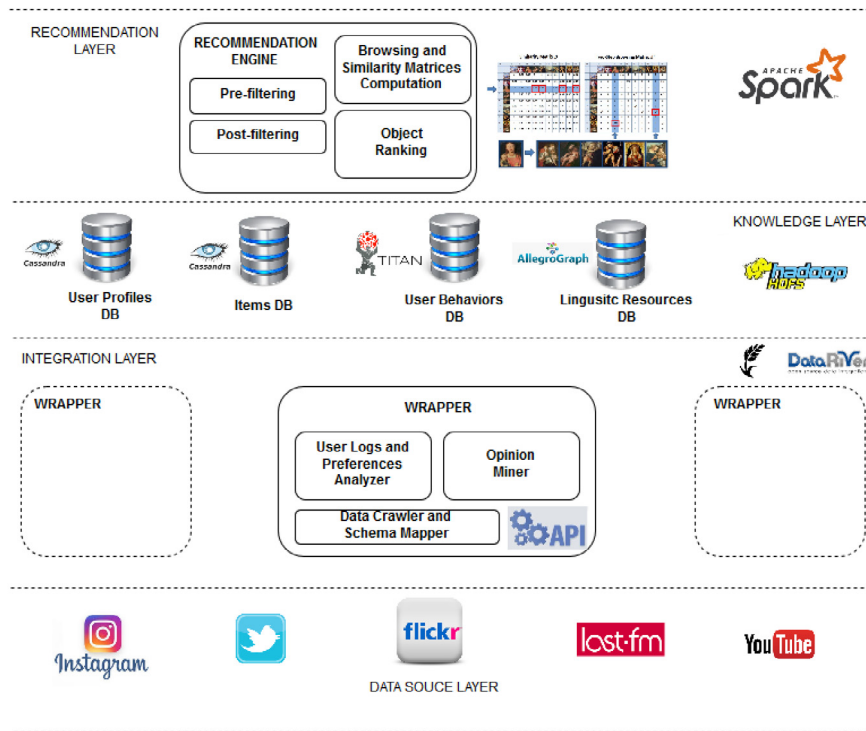 RECOMMENDATION
LAYER
RECOMMENDATION
ENGINE
Pre-filtering
Post-filtering
Browsing and
Similarity Matrices
Computation
Object
Ranking
APACHE
Spark
KNOWLEDGE LAYER
Cassandra
User Profiles
DB
Cassandra
Items DB
TITAN
User Behaviors
DB
AllegroGraph
Lingusitc Resources
DB
hadoop
HDFS
INTEGRATION LAYER
DataRiver
WRAPPER
WRAPPER
User Logs and
Preferences
Analyzer
Opinion
Miner
Data Crawler and
Schema Mapper
API
WRAPPER
Instagram
flickr
lost·fm
YouTube
DATA SOUCE LAYER